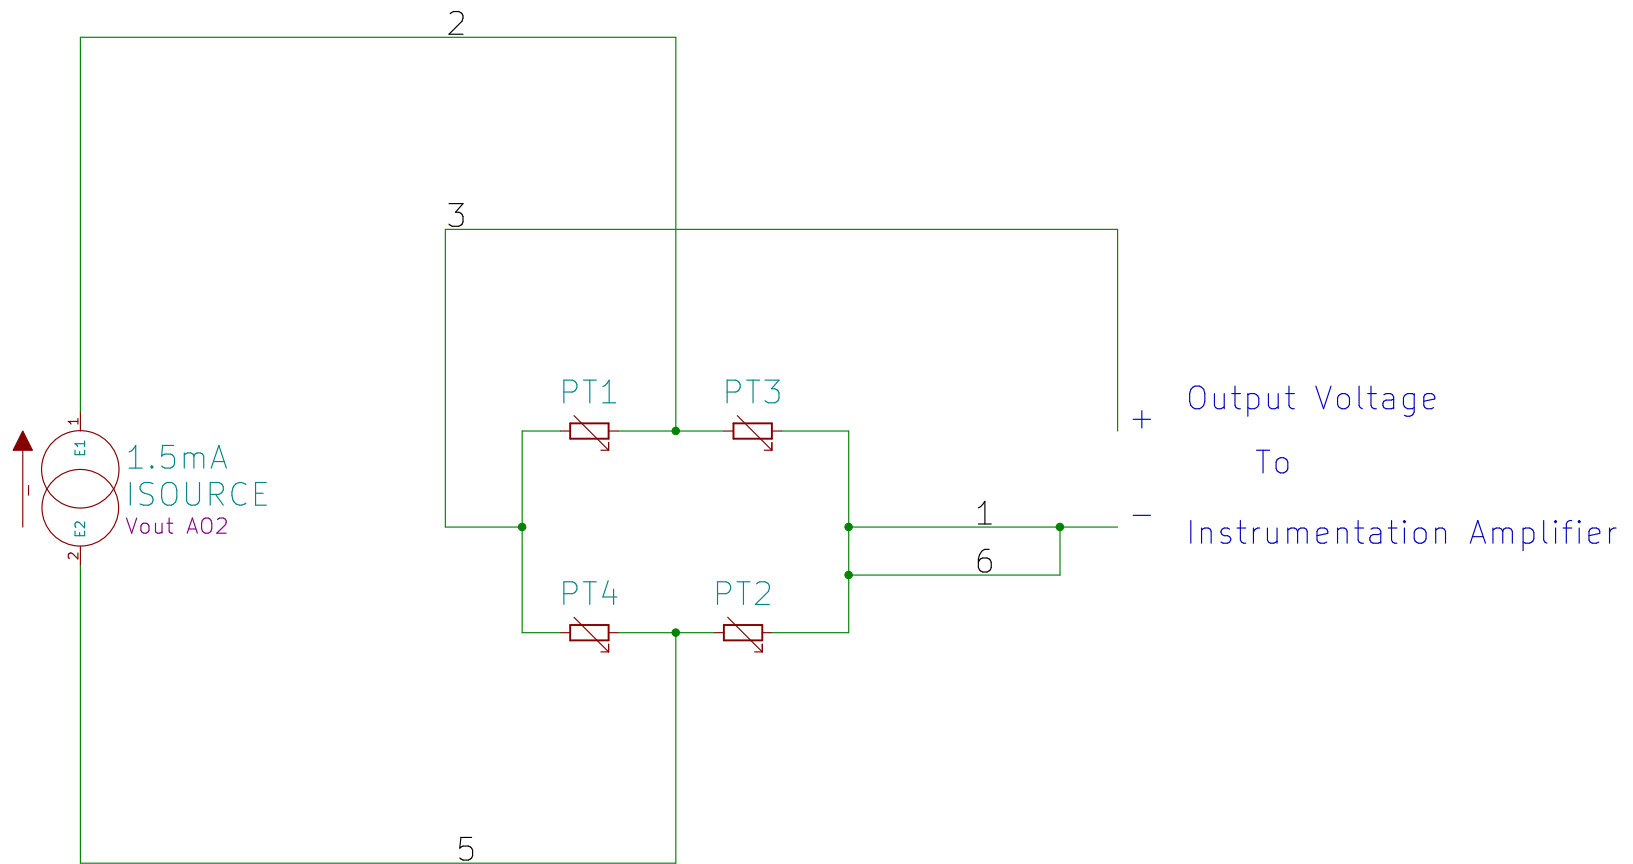 2
3
PT1
PT3
+
Output Voltage
1
E1
1.5mA
ISOURCE
Vout AO2
E2
2
-
To
1
-
Instrumentation Amplifier
6
PT4
PT2
5